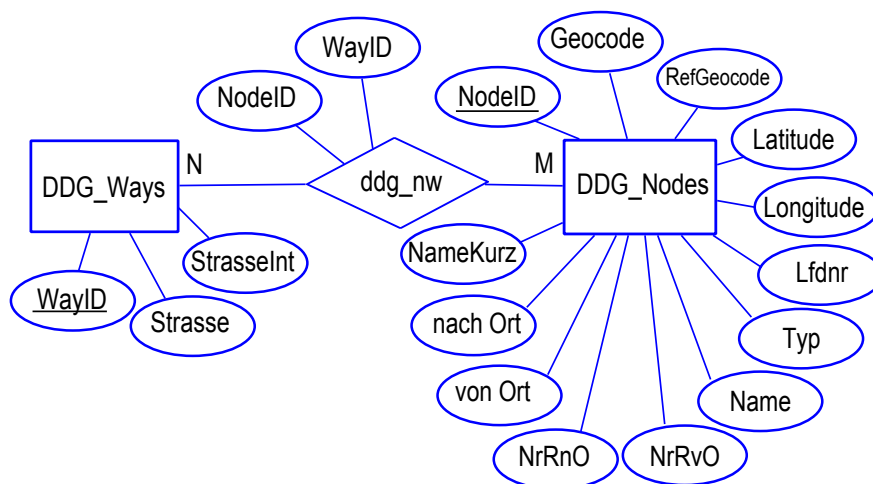 Geocode
WayID
RefGeocode
NodeID
NodeID
Latitude
N
M
DDG_Ways
ddg_nw
DDG_Nodes
Longitude
NameKurz
StrasseInt
Lfdnr
WayID
Strasse
nach Ort
Typ
von Ort
Name
NrRnO
NrRvO